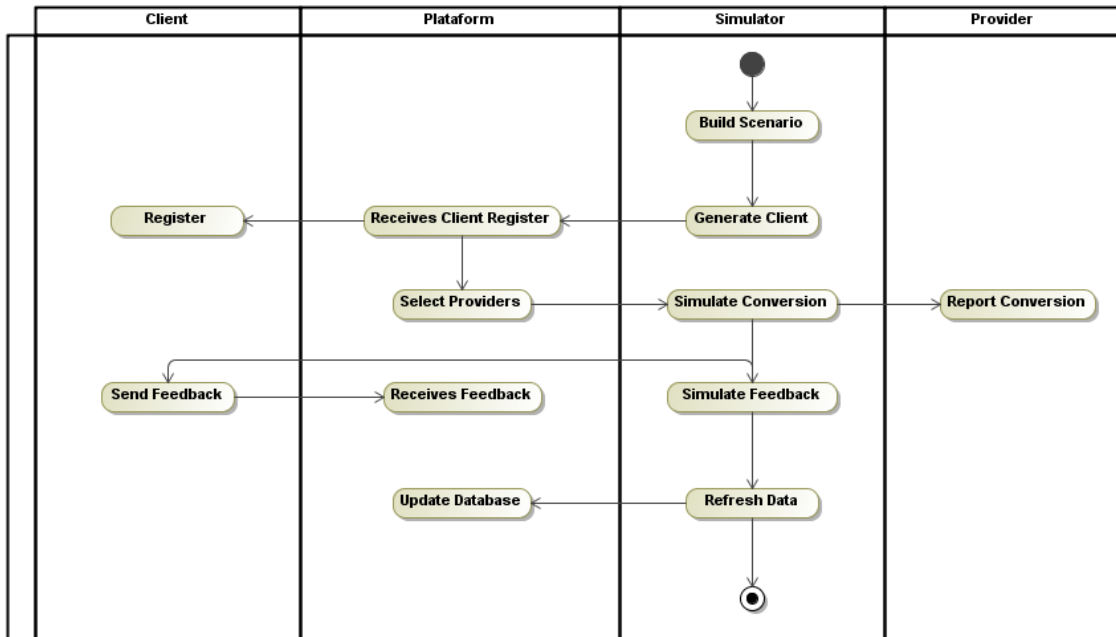 Client
Plataform
Simulator
Provider
Build Scenario
Register
Receives Client Register
Generate Client
Select Providers
Simulate Conversion
Report Conversion
Send Feedback
Receives Feedback
Simulate Feedback
Update Database
Refresh Data